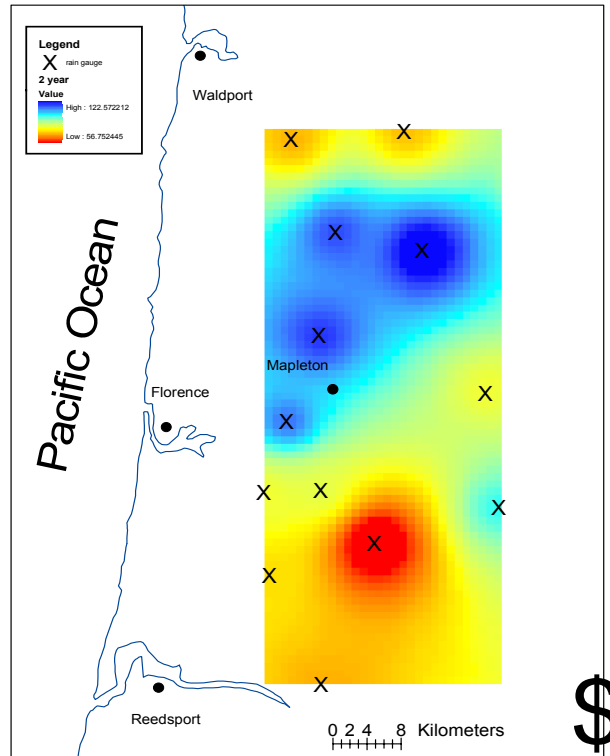 Legend
X rain gauge
2 year
Value
High : 122.572212
Low : 56.752445
Waldport
X
X
X
X
Pacific Ocean
X
Mapleton
Florence
X
X
X
X
X
X
X
Reedsport
X
0 2 4 8 Kilometers
$